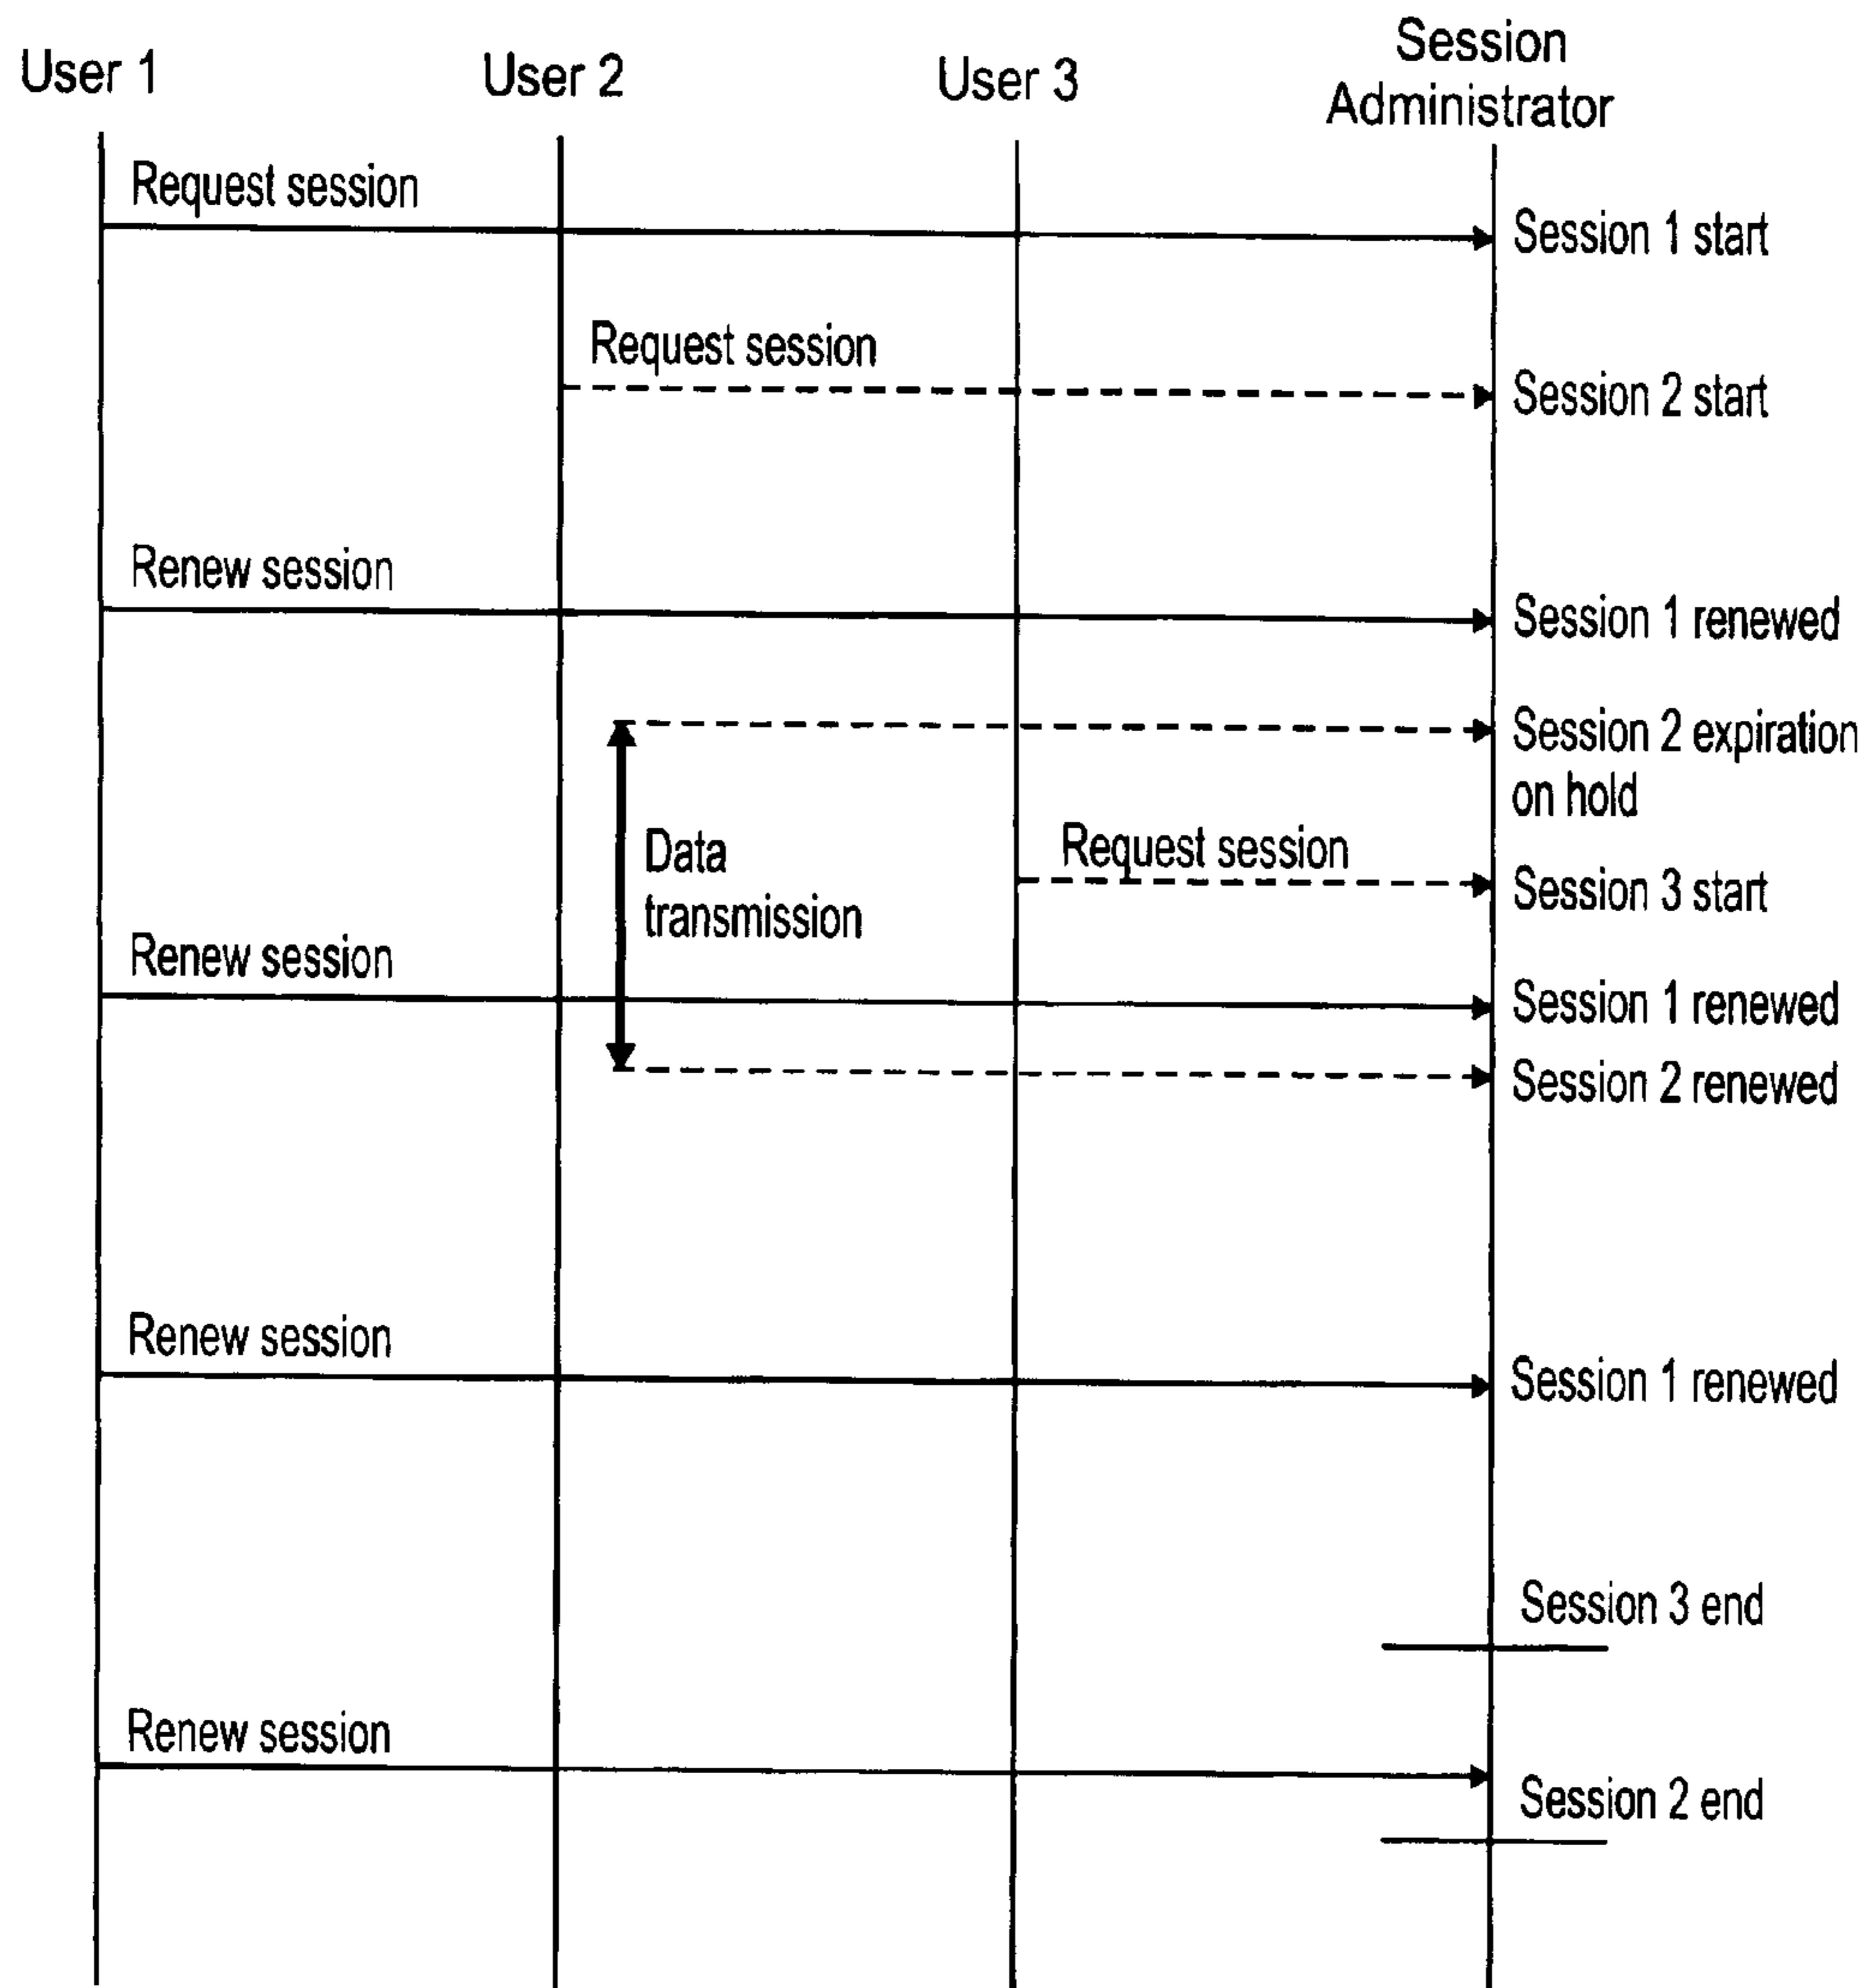 User 1
User 2
User 3
Session
Administrator
Request session
Session 1 start
Request session
Session 2 start
Renew session
Session 1 renewed
Session 2 expiration
on hold
Data
transmission
Request session
Session 3 start
Renew session
Session 1 renewed
Session 2 renewed
Renew session
Session 1 renewed
Session 3 end
Renew session
Session 2 end